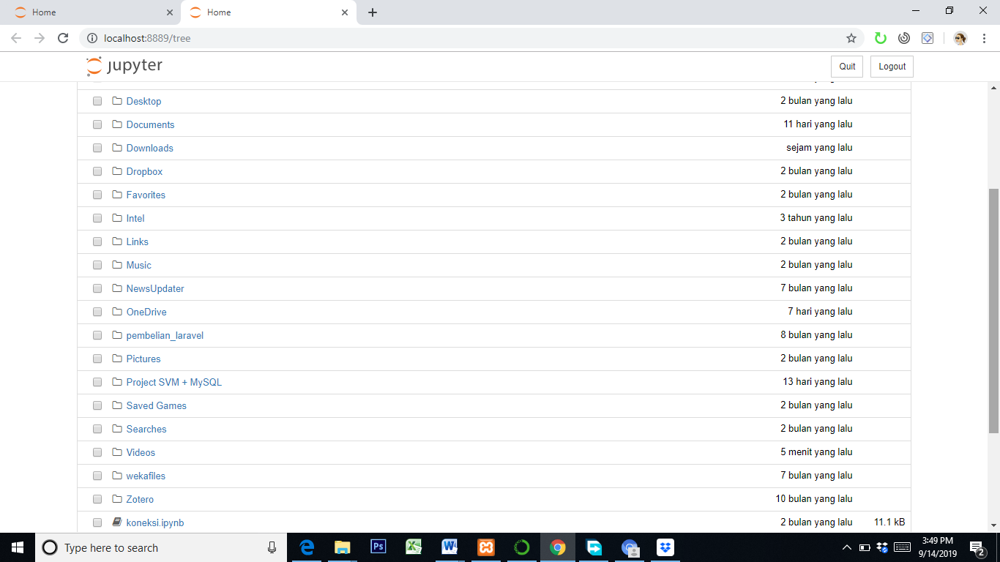 Home
Home
localhost:8889/tree
jupyter
Quit
Logout
Desktop 2 bulan yang lalu
Documents 11 hari yang lalu
Downloads sejam yang lalu
Dropbox 2 bulan yang lalu
Favorites 2 bulan yang lalu
Intel 3 tahun yang lalu
Links 2 bulan yang lalu
Music 2 bulan yang lalu
NewsUpdater 7 bulan yang lalu
OneDrive 7 hari yang lalu
pembelian_laravel 8 bulan yang lalu
Pictures 2 bulan yang lalu
Project SVM + MySQL 13 hari yang lalu
Saved Games 2 bulan yang lalu
Searches 2 bulan yang lalu
Videos 5 menit yang lalu
wekafiles 7 bulan yang lalu
Zotero 10 bulan yang lalu
koneksi.ipynb 2 bulan yang lalu 11.1 kB
Type here to search
Ps
3:49 PM
9/14/2019
2